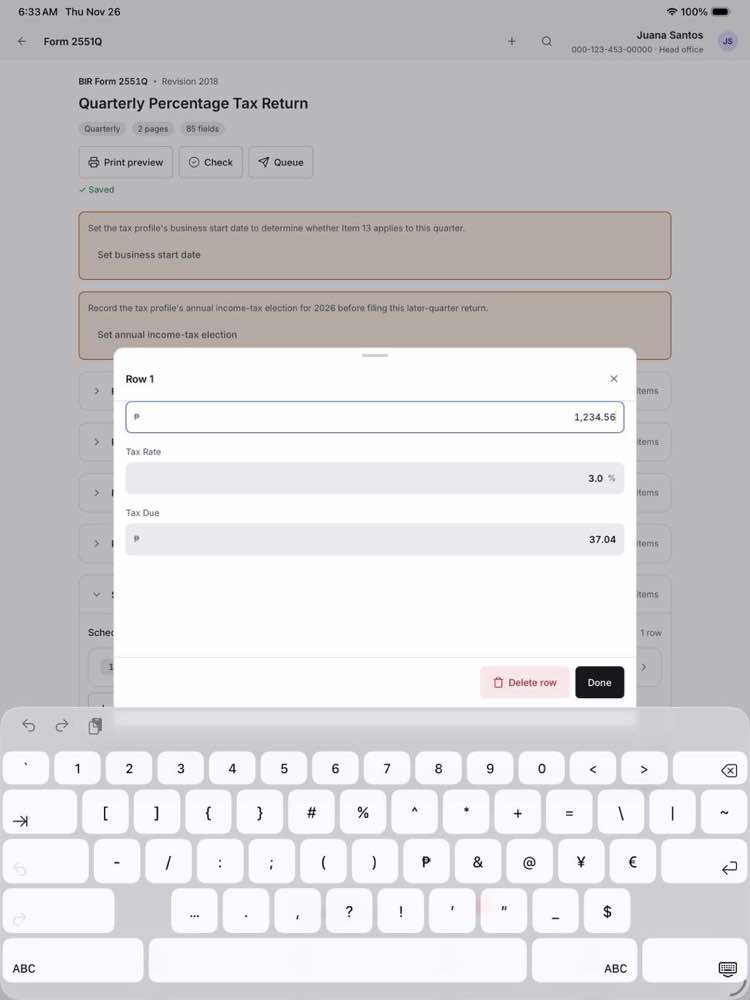 6:33 AM Thu Nov 26 100%
Form 2551Q
Juana Santos
000-123-453-00000 · Head office
JS
BIR Form 2551Q • Revision 2018
Quarterly Percentage Tax Return
Quarterly 2 pages 85 fields
Print preview Check Queue
✓ Saved
Set the tax profile's business start date to determine whether Item 13 applies to this quarter.
Set business start date
Record the tax profile's annual income-tax election for 2026 before filing this later-quarter return.
Set annual income-tax election
Row 1
₱ 1,234.56
Tax Rate
3.0 %
Tax Due
₱ 37.04
1 row
Delete row Done
` 1 2 3 4 5 6 7 8 9 0 < >
[ ] { } # % ^ * + = \ | ~
- / : ; ( ) ₱ & @ ¥ €
... . , ? ! ' " _ $
ABC ABC